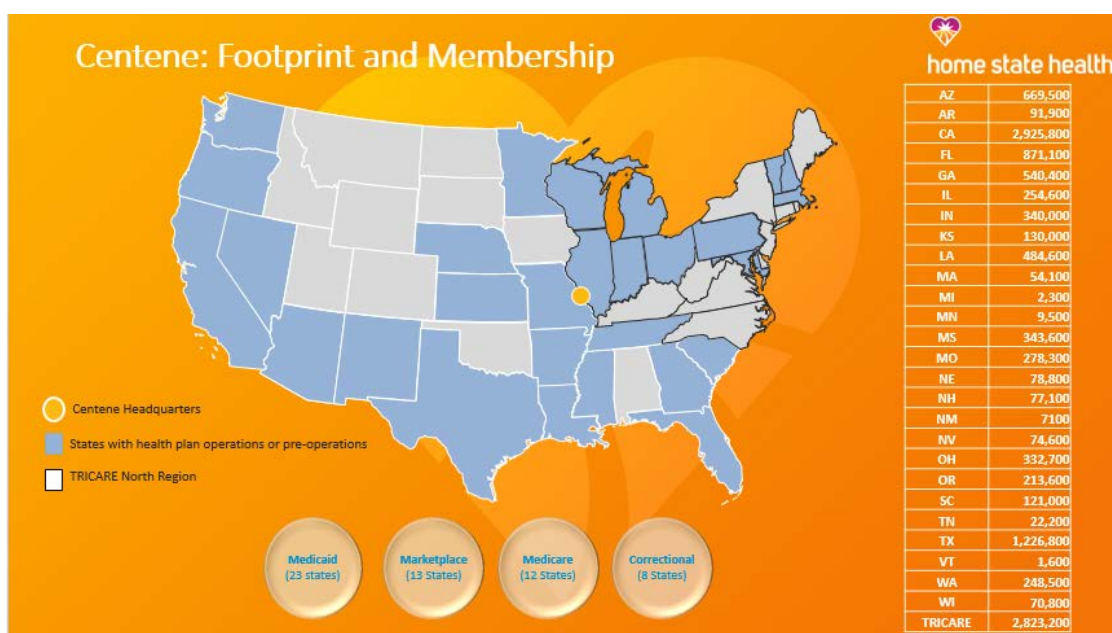 Centene: Footprint and Membership
home state health
AZ 669,500
AR 91,900
CA 2,925,800
FL 871,100
GA 540,400
IL 254,600
IN 340,000
KS 130,000
LA 484,600
MA 54,100
MI 2,300
MN 9,500
MS 343,600
MO 278,300
NE 78,800
NH 77,100
NM 7100
NV 74,600
OH 332,700
OR 213,600
SC 121,000
TN 22,200
TX 1,226,800
VT 1,600
WA 248,500
WI 70,800
TRICARE 2,823,200
Centene Headquarters
States with health plan operations or pre-operations
TRICARE North Region
Medicaid
(23 states)
Marketplace
(13 States)
Medicare
(12 States)
Correctional
(8 States)